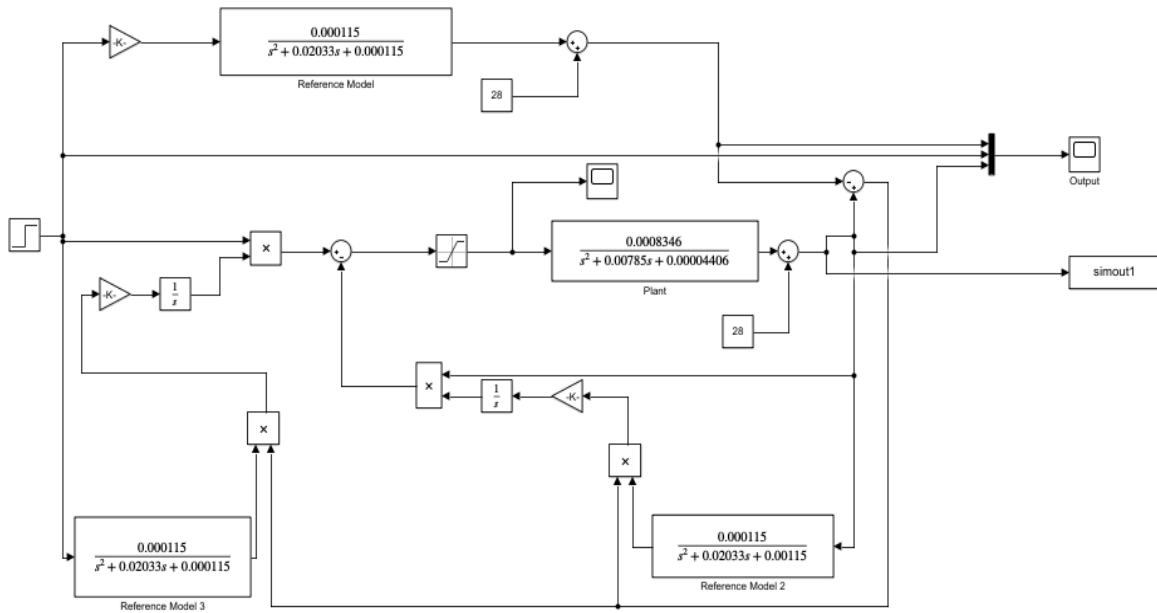 -K-
0.000115
s² + 0.02033s + 0.000115
Reference Model
+
+
28
Output
-
+
×
+
-
0.0008346
s² + 0.00785s + 0.00004406
Plant
+
+
simout1
-K-
1
s
28
×
1
s
-K-
×
×
0.000115
s² + 0.02033s + 0.000115
Reference Model 3
0.000115
s² + 0.02033s + 0.00115
Reference Model 2